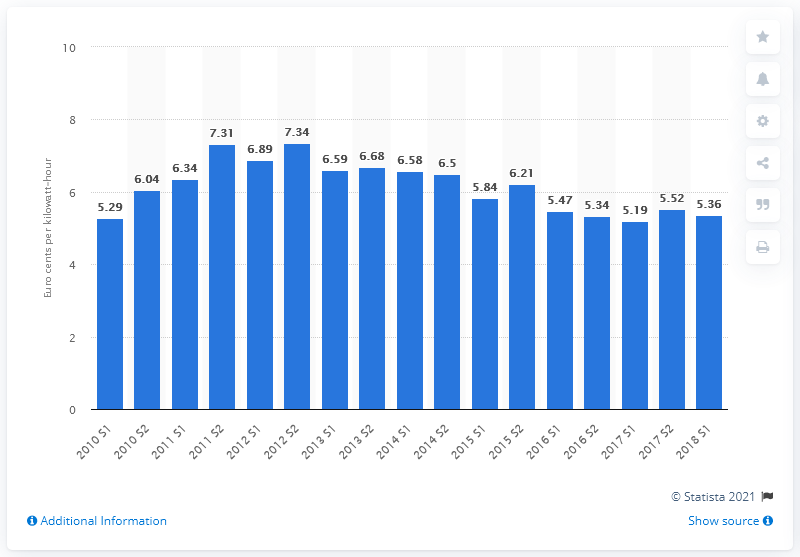 10
8
6
4
2
0
Euro cents per kilowatt-hour
5.29
6.04
6.34
7.31
6.89
7.34
6.59
6.68
6.58
6.5
5.84
6.21
5.47
5.34
5.19
5.52
5.36
2010 S1
2010 S2
2011 S1
2011 S2
2012 S1
2012 S2
2013 S1
2013 S2
2014 S1
2014 S2
2015 S1
2015 S2
2016 S1
2016 S2
2017 S1
2017 S2
2018 S1
© Statista 2021
Additional Information
Show source